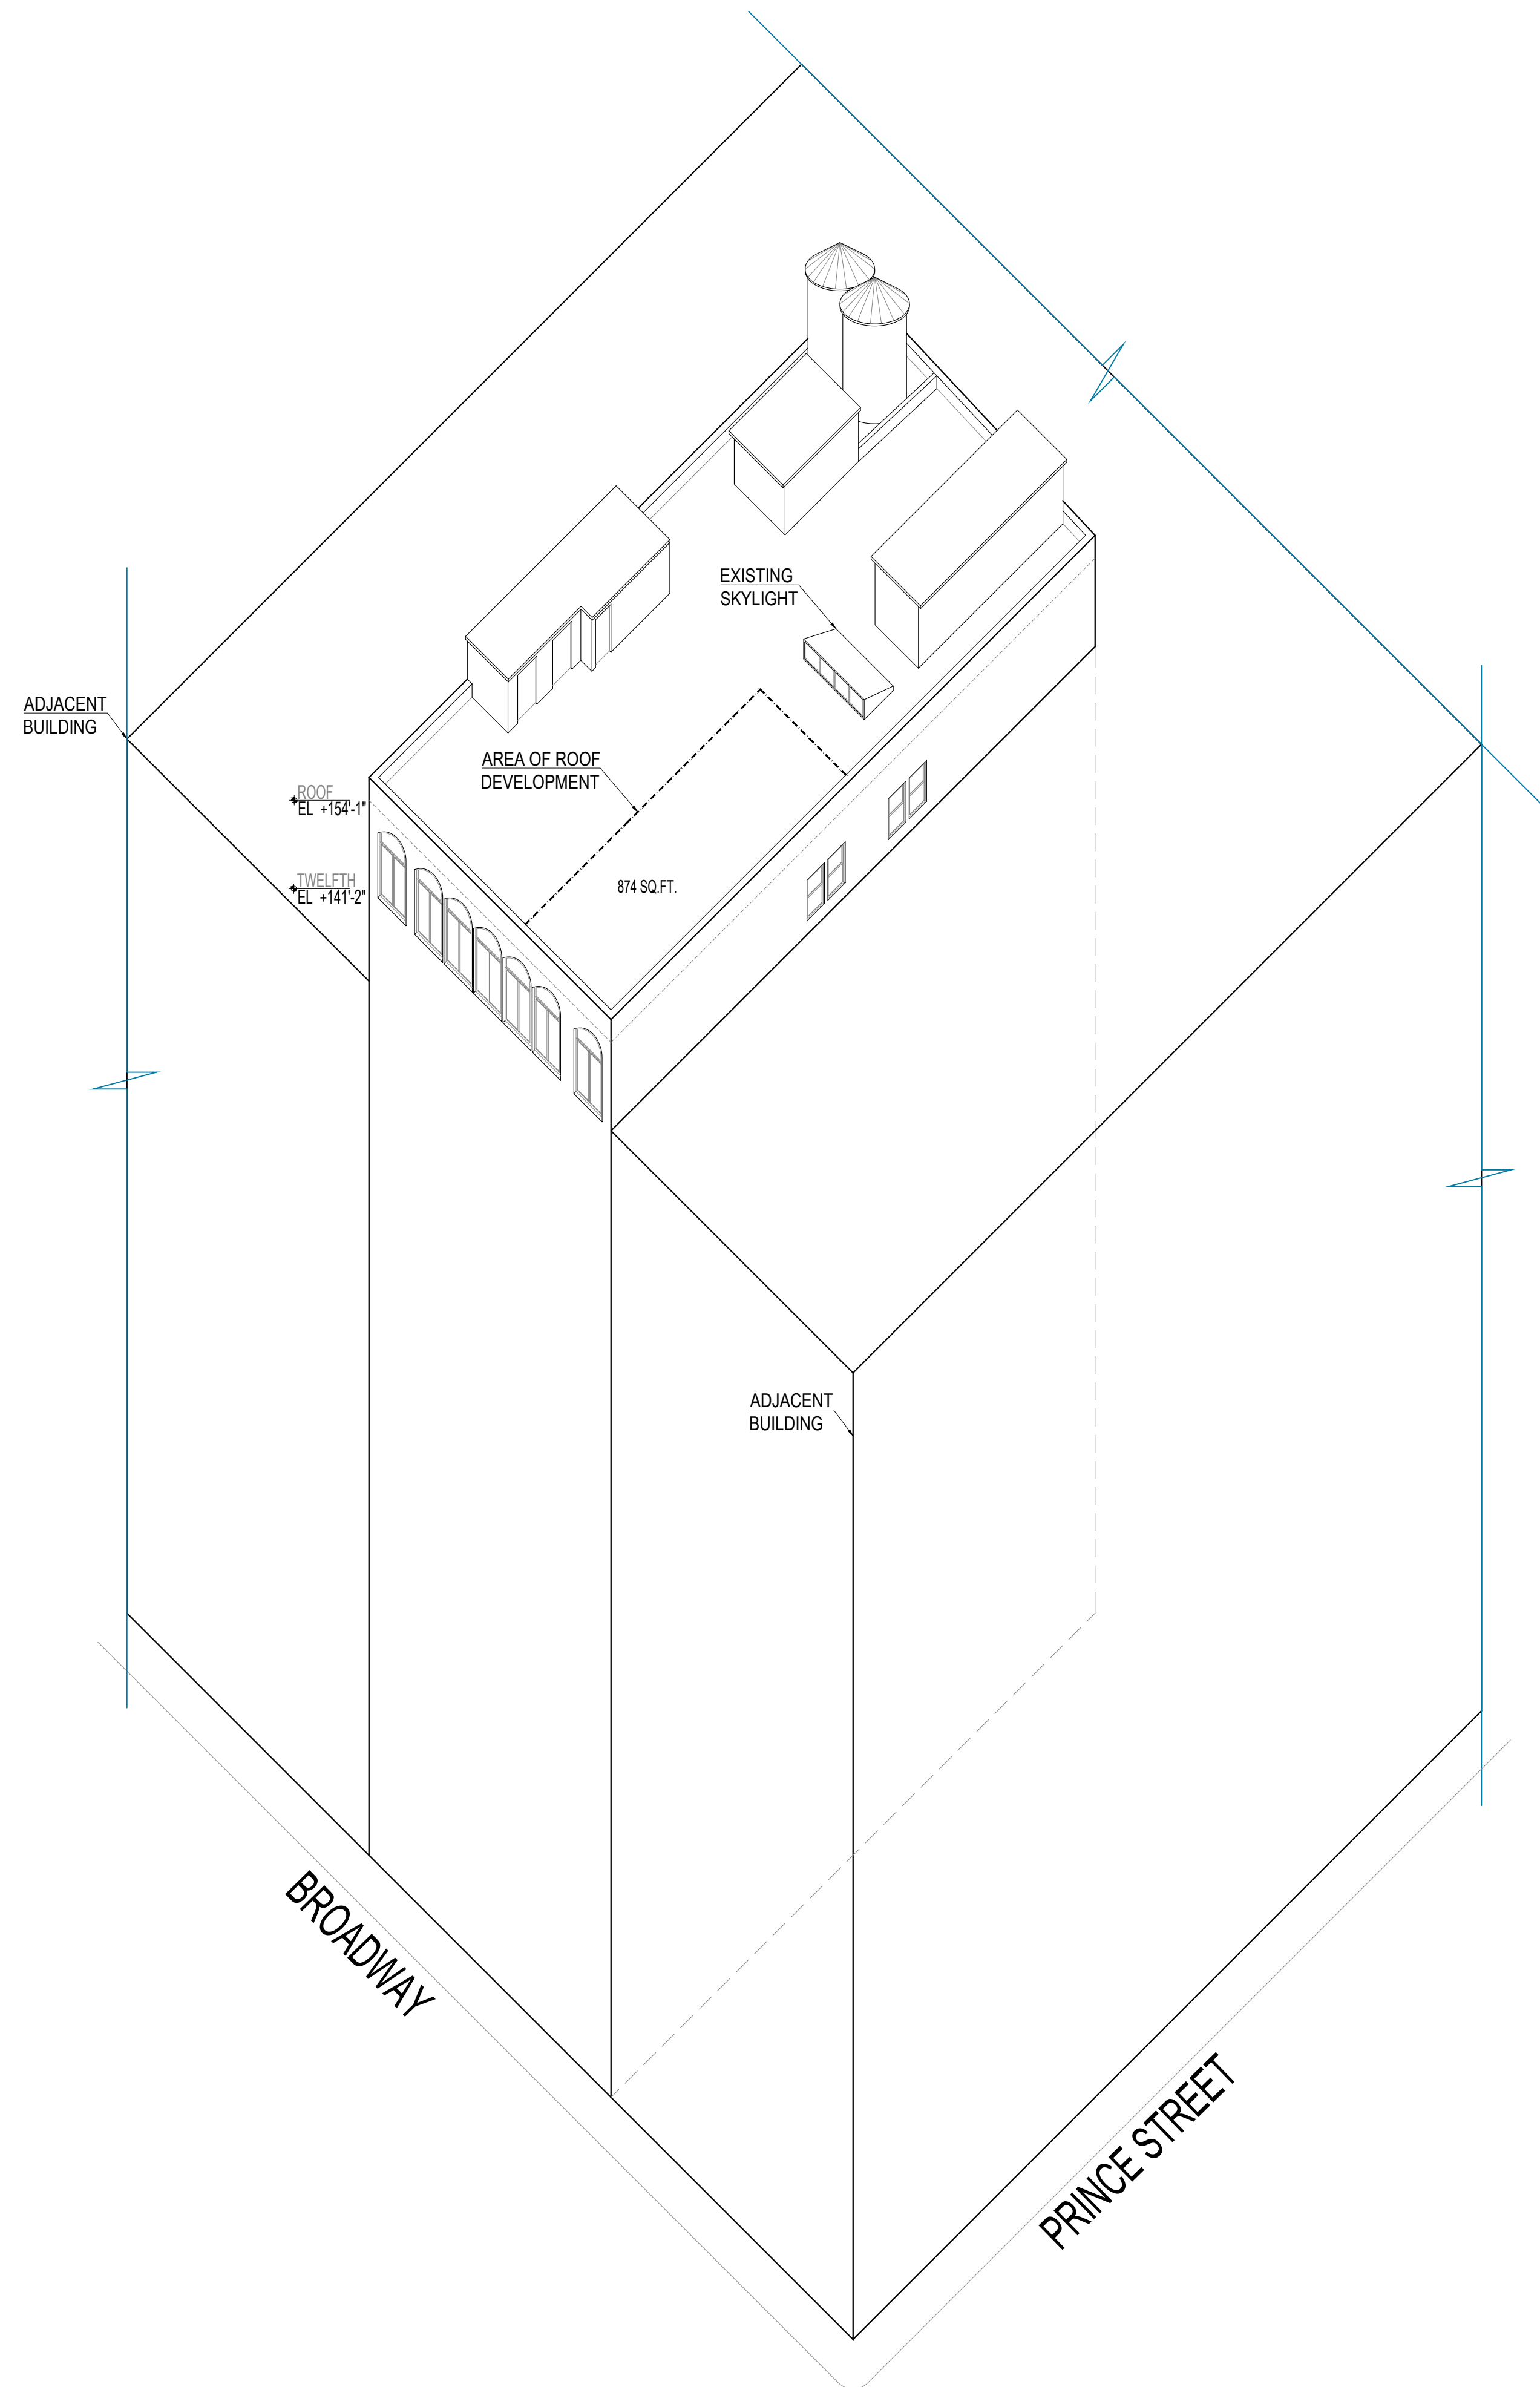 EXISTING
SKYLIGHT
ADJACENT
BUILDING
AREA OF ROOF
DEVELOPMENT
ROOF
EL +154'-1"
TWELFTH
EL +141'-2"
874 SQ.FT.
ADJACENT
BUILDING
BROADWAY
PRINCE STREET